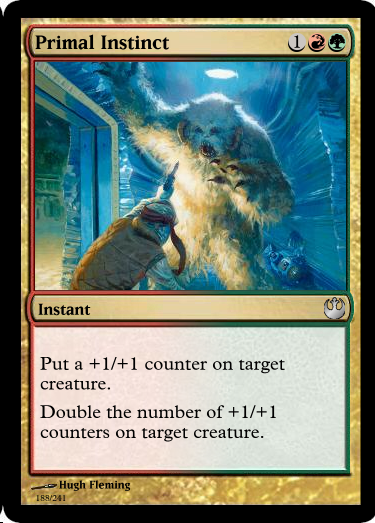 Primal Instinct 1
Instant
Put a +1/+1 counter on target
creature.
Double the number of +1/+1
counters on target creature.
Hugh Fleming
188/241